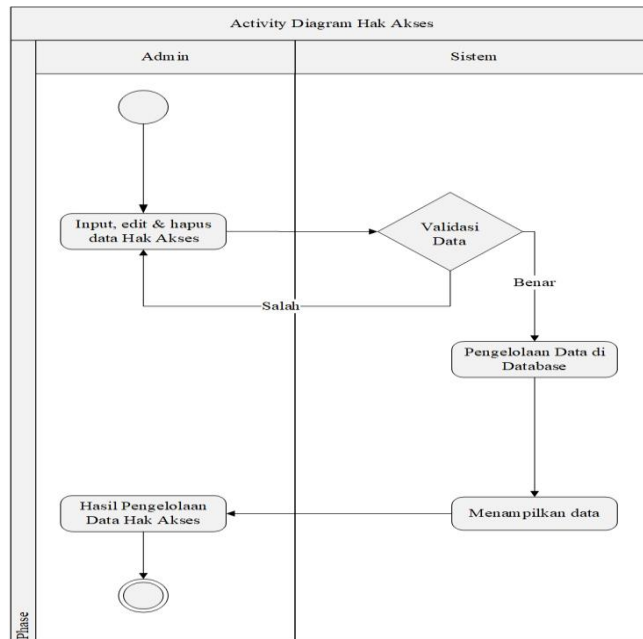 Activity Diagram Hak Akses
Admin
Sistem
Input, edit & hapus
data Hak Akses
Validasi
Data
Salah
Benar
Pengelolaan Data di
Database
Hasil Pengelolaan
Data Hak Akses
Menampilkan data
Phase